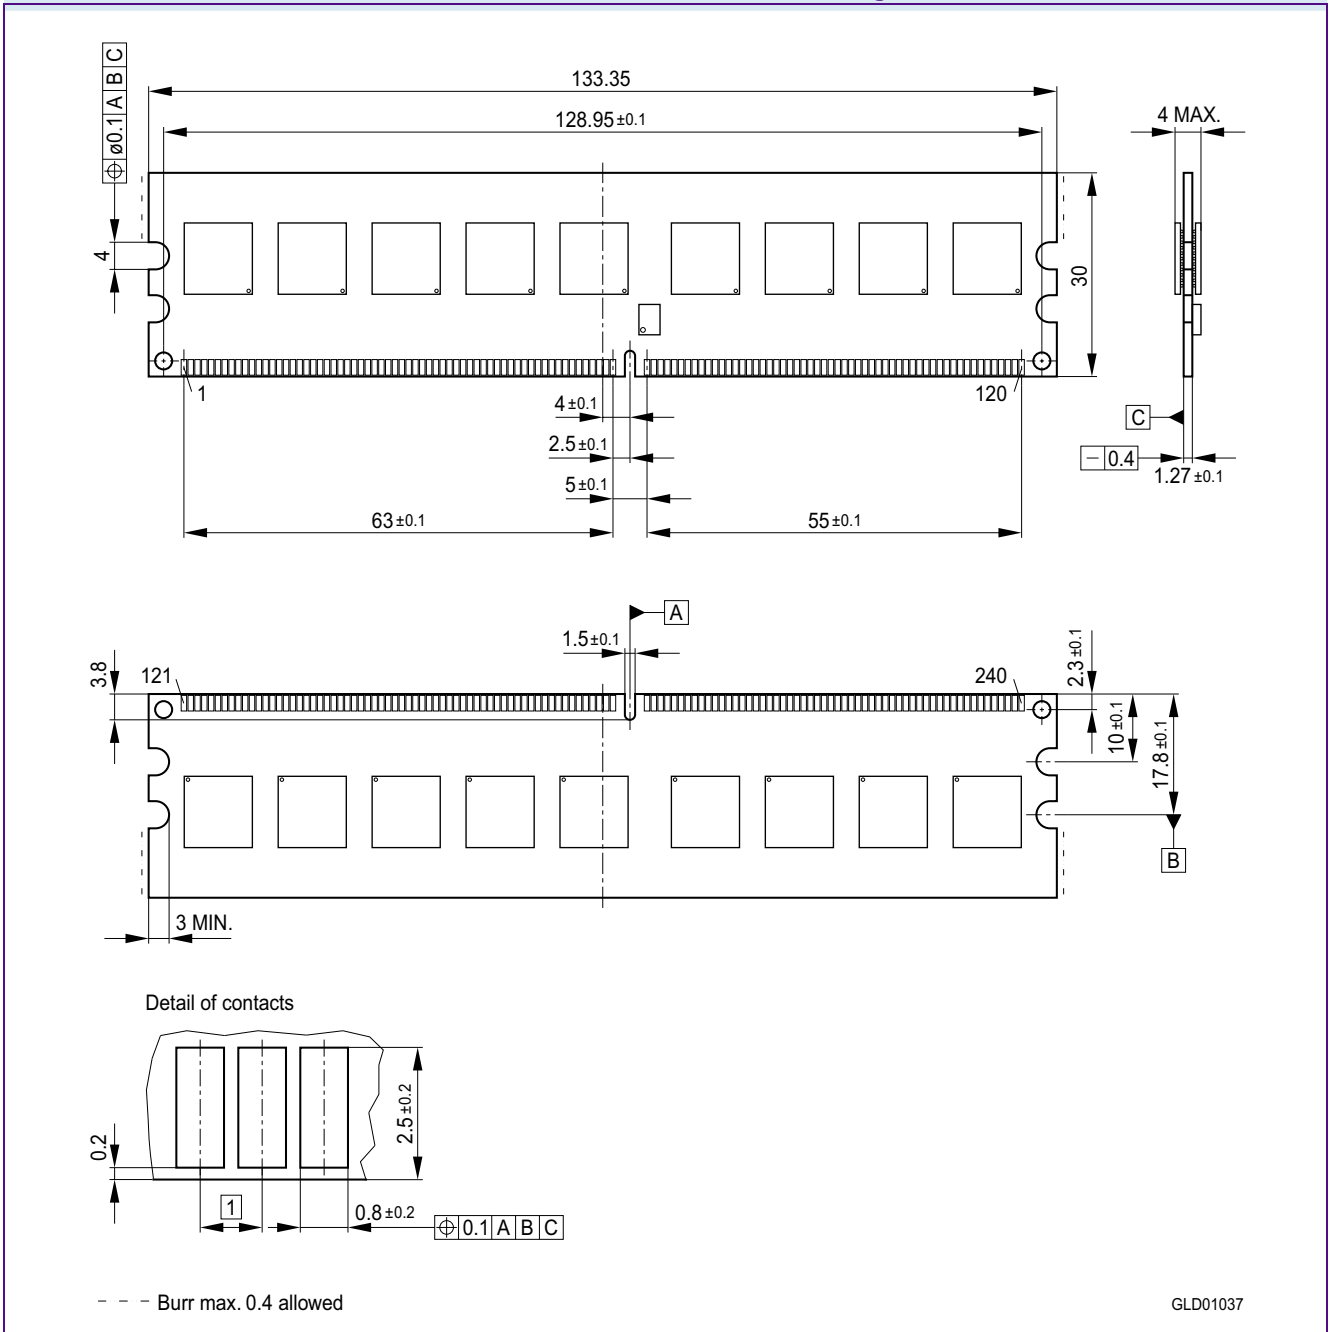 ⌖ ø0.1 A B C
133.35
128.95 ±0.1
4 MAX.
4
30
1
120
4 ±0.1
C
2.5 ±0.1
— 0.4
1.27 ±0.1
5 ±0.1
63 ±0.1
55 ±0.1
A
1.5 ±0.1
3.8
121
240
2.3 ±0.1
10 ±0.1
17.8 ±0.1
B
3 MIN.
Detail of contacts
2.5 ±0.2
0.2
1
0.8 ±0.2
⌖ 0.1 A B C
- - - Burr max. 0.4 allowed
GLD01037